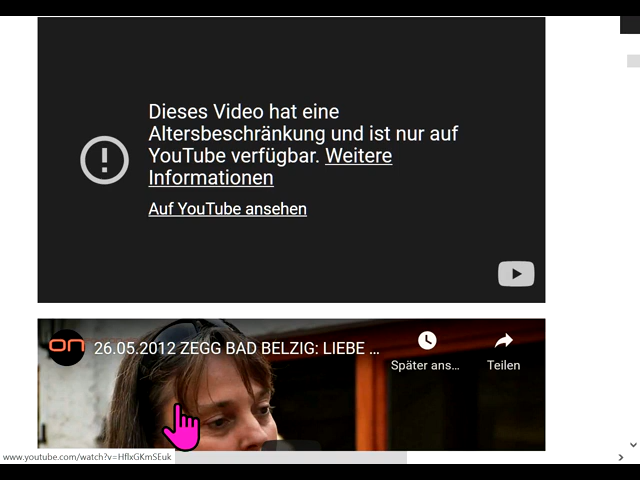 Dieses Video hat eine
Altersbeschränkung und ist nur auf
YouTube verfügbar. Weitere
Informationen
Auf YouTube ansehen
on
26.05.2012 ZEGG BAD BELZIG: LIEBE ...
Später ans...
Teilen
www.youtube.com/watch?v=HflxGKmSEuk